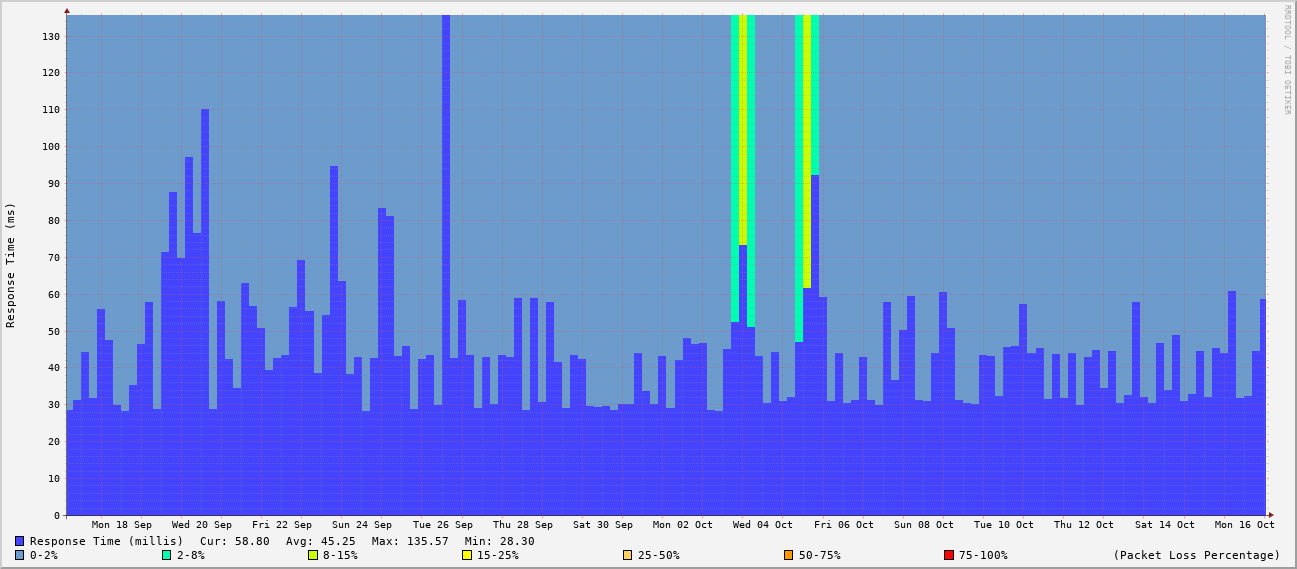 RRDTOOL / TOBI OETIKER
Response Time (ms)
130
120
110
100
90
80
70
60
50
40
30
20
10
0
Mon 18 Sep Wed 20 Sep Fri 22 Sep Sun 24 Sep Tue 26 Sep Thu 28 Sep Sat 30 Sep Mon 02 Oct Wed 04 Oct Fri 06 Oct Sun 08 Oct Tue 10 Oct Thu 12 Oct Sat 14 Oct Mon 16 Oct
Response Time (millis) Cur: 58.80 Avg: 45.25 Max: 135.57 Min: 28.30
0-2% 2-8% 8-15% 15-25% 25-50% 50-75% 75-100% (Packet Loss Percentage)